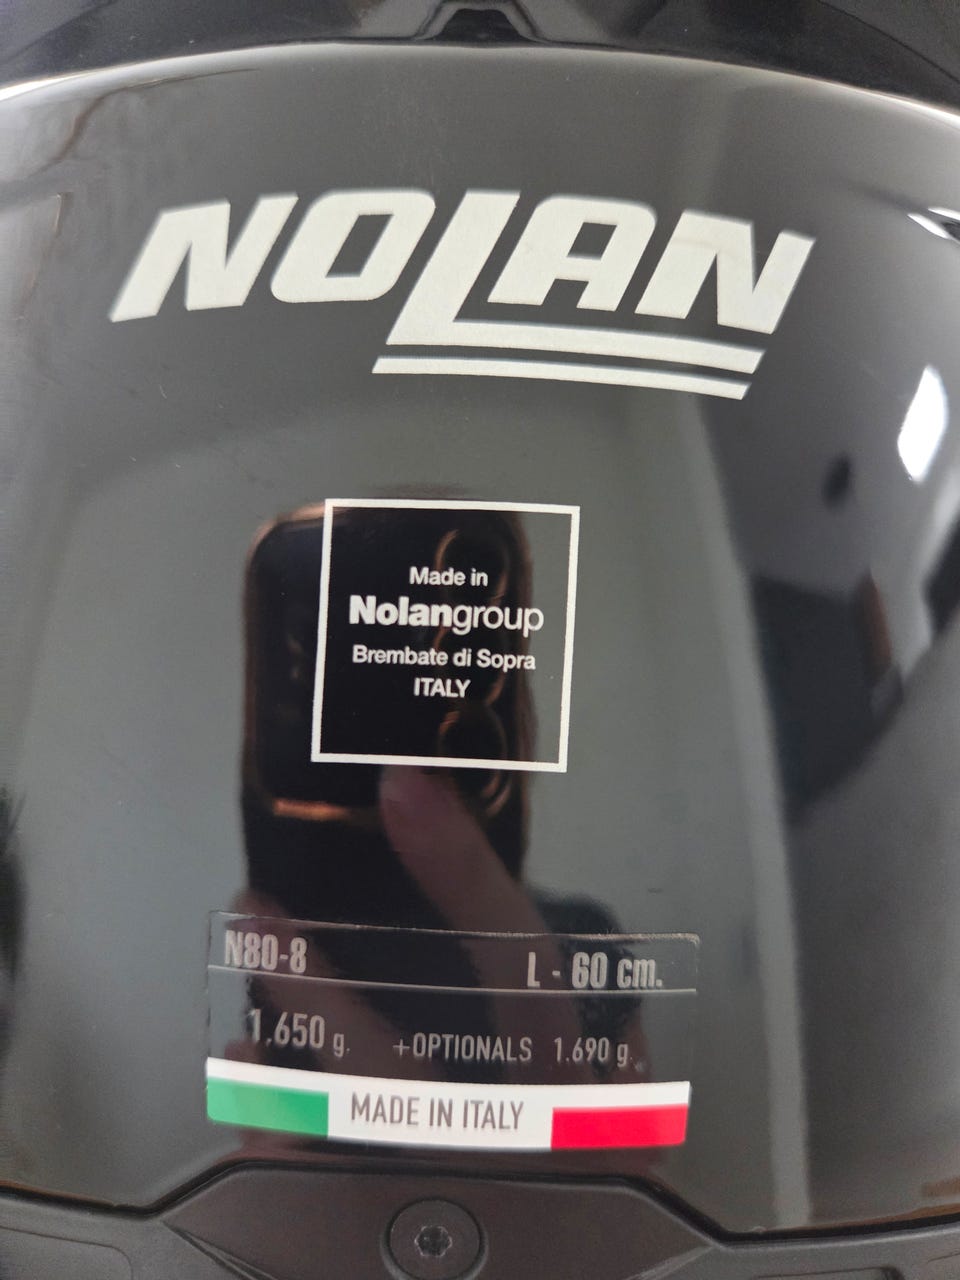 NOLAN
Made in
Nolangroup
Brembate di Sopra
ITALY
N80-8 L - 60 cm.
1.650 g. +OPTIONALS 1.690 g.
MADE IN ITALY